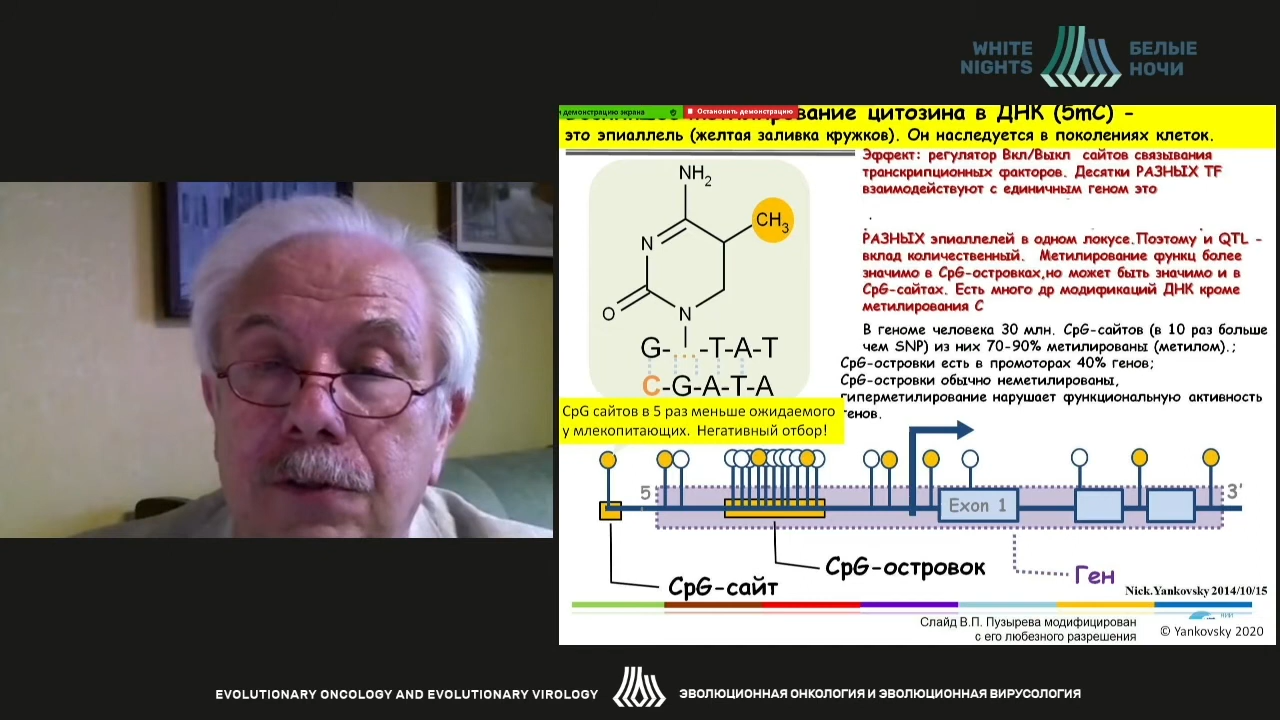 WHITE NIGHTS
БЕЛЫЕ НОЧИ
демонстрацию экрана
Остановить демонстрацию
цитозина в ДНК (5mC) -
это эпиаллель (желтая заливка кружков). Он наследуется в поколениях клеток.
Эффект: регулятор Вкл/Выкл сайтов связывания
транскрипционных факторов. Десятки РАЗНЫХ TF
взаимодействуют с единичным геном это
РАЗНЫХ эпиаллелей в одном локусе.Поэтому и QTL -
вклад количественный. Метилирование функц более
значимо в CpG-островках,но может быть значимо и в
CpG-сайтах. Есть много др модификаций ДНК кроме
метилирования С
В геноме человека 30 млн. CpG-сайтов (в 10 раз больше
чем SNP) из них 70-90% метилированы (метилом).;
CpG-островки есть в промоторах 40% генов;
CpG-островки обычно неметилированы,
гиперметилирование нарушает функциональную активность
генов.
NH2
CH3
N
O
N
G- -T-A-T
C-G-A-T-A
CpG сайтов в 5 раз меньше ожидаемого
у млекопитающих. Негативный отбор!
5
Exon 1
3'
CpG-островок
CpG-сайт
Ген
Nick.Yankovsky 2014/10/15
Слайд В.П. Пузырева модифицирован
с его любезного разрешения
© Yankovsky 2020
EVOLUTIONARY ONCOLOGY AND EVOLUTIONARY VIROLOGY
ЭВОЛЮЦИОННАЯ ОНКОЛОГИЯ И ЭВОЛЮЦИОННАЯ ВИРУСОЛОГИЯ